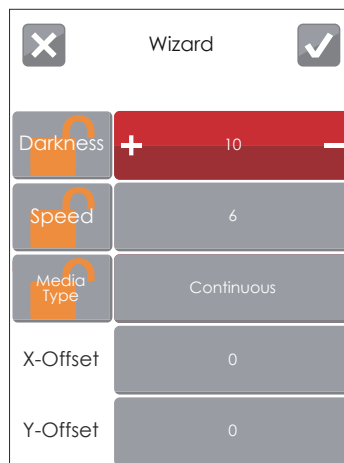 Wizard
Darkness
+ 10 −
Speed
6
Media
Type
Continuous
X-Offset
0
Y-Offset
0